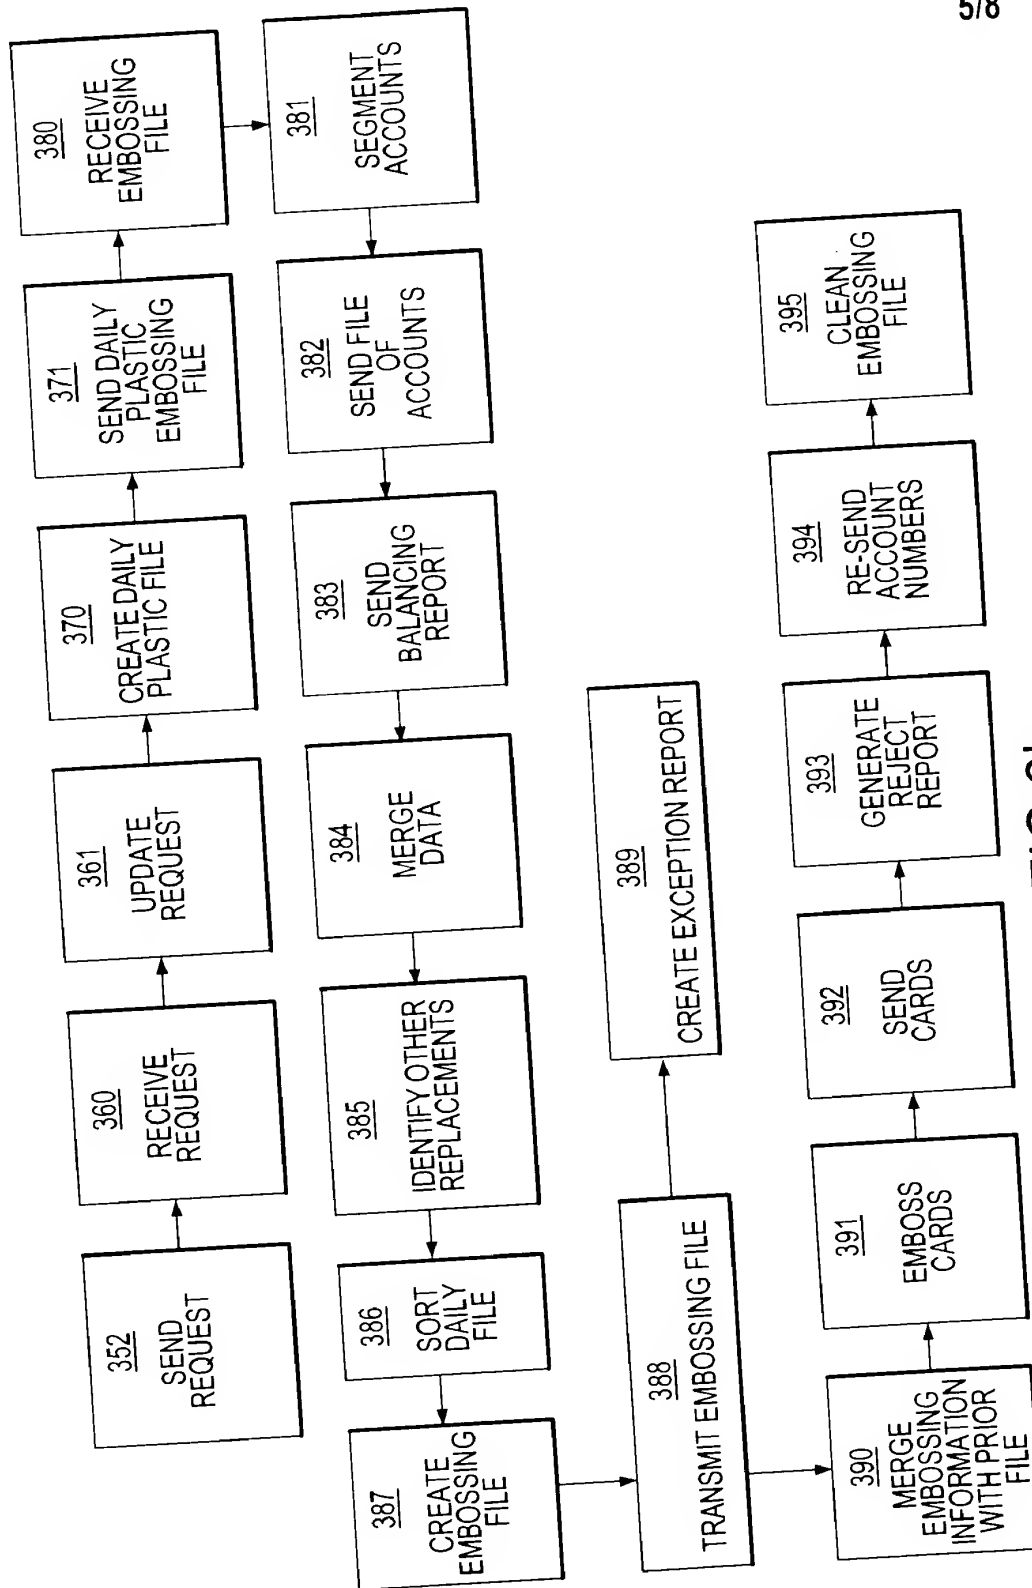 5/8
352
SEND
REQUEST
360
RECEIVE
REQUEST
361
UPDATE
REQUEST
370
CREATE DAILY
PLASTIC FILE
371
SEND DAILY
PLASTIC
EMBOSSING
FILE
380
RECEIVE
EMBOSSING
FILE
381
SEGMENT
ACCOUNTS
382
SEND FILE
OF
ACCOUNTS
383
SEND
BALANCING
REPORT
384
MERGE
DATA
385
IDENTIFY OTHER
REPLACEMENTS
386
SORT
DAILY
FILE
387
CREATE
EMBOSSING
FILE
388
TRANSMIT EMBOSSING FILE
389
CREATE EXCEPTION REPORT
390
MERGE
EMBOSSING
INFORMATION
WITH PRIOR
FILE
391
EMBOSS
CARDS
392
SEND
CARDS
393
GENERATE
REJECT
REPORT
394
RE-SEND
ACCOUNT
NUMBERS
395
CLEAN
EMBOSSING
FILE